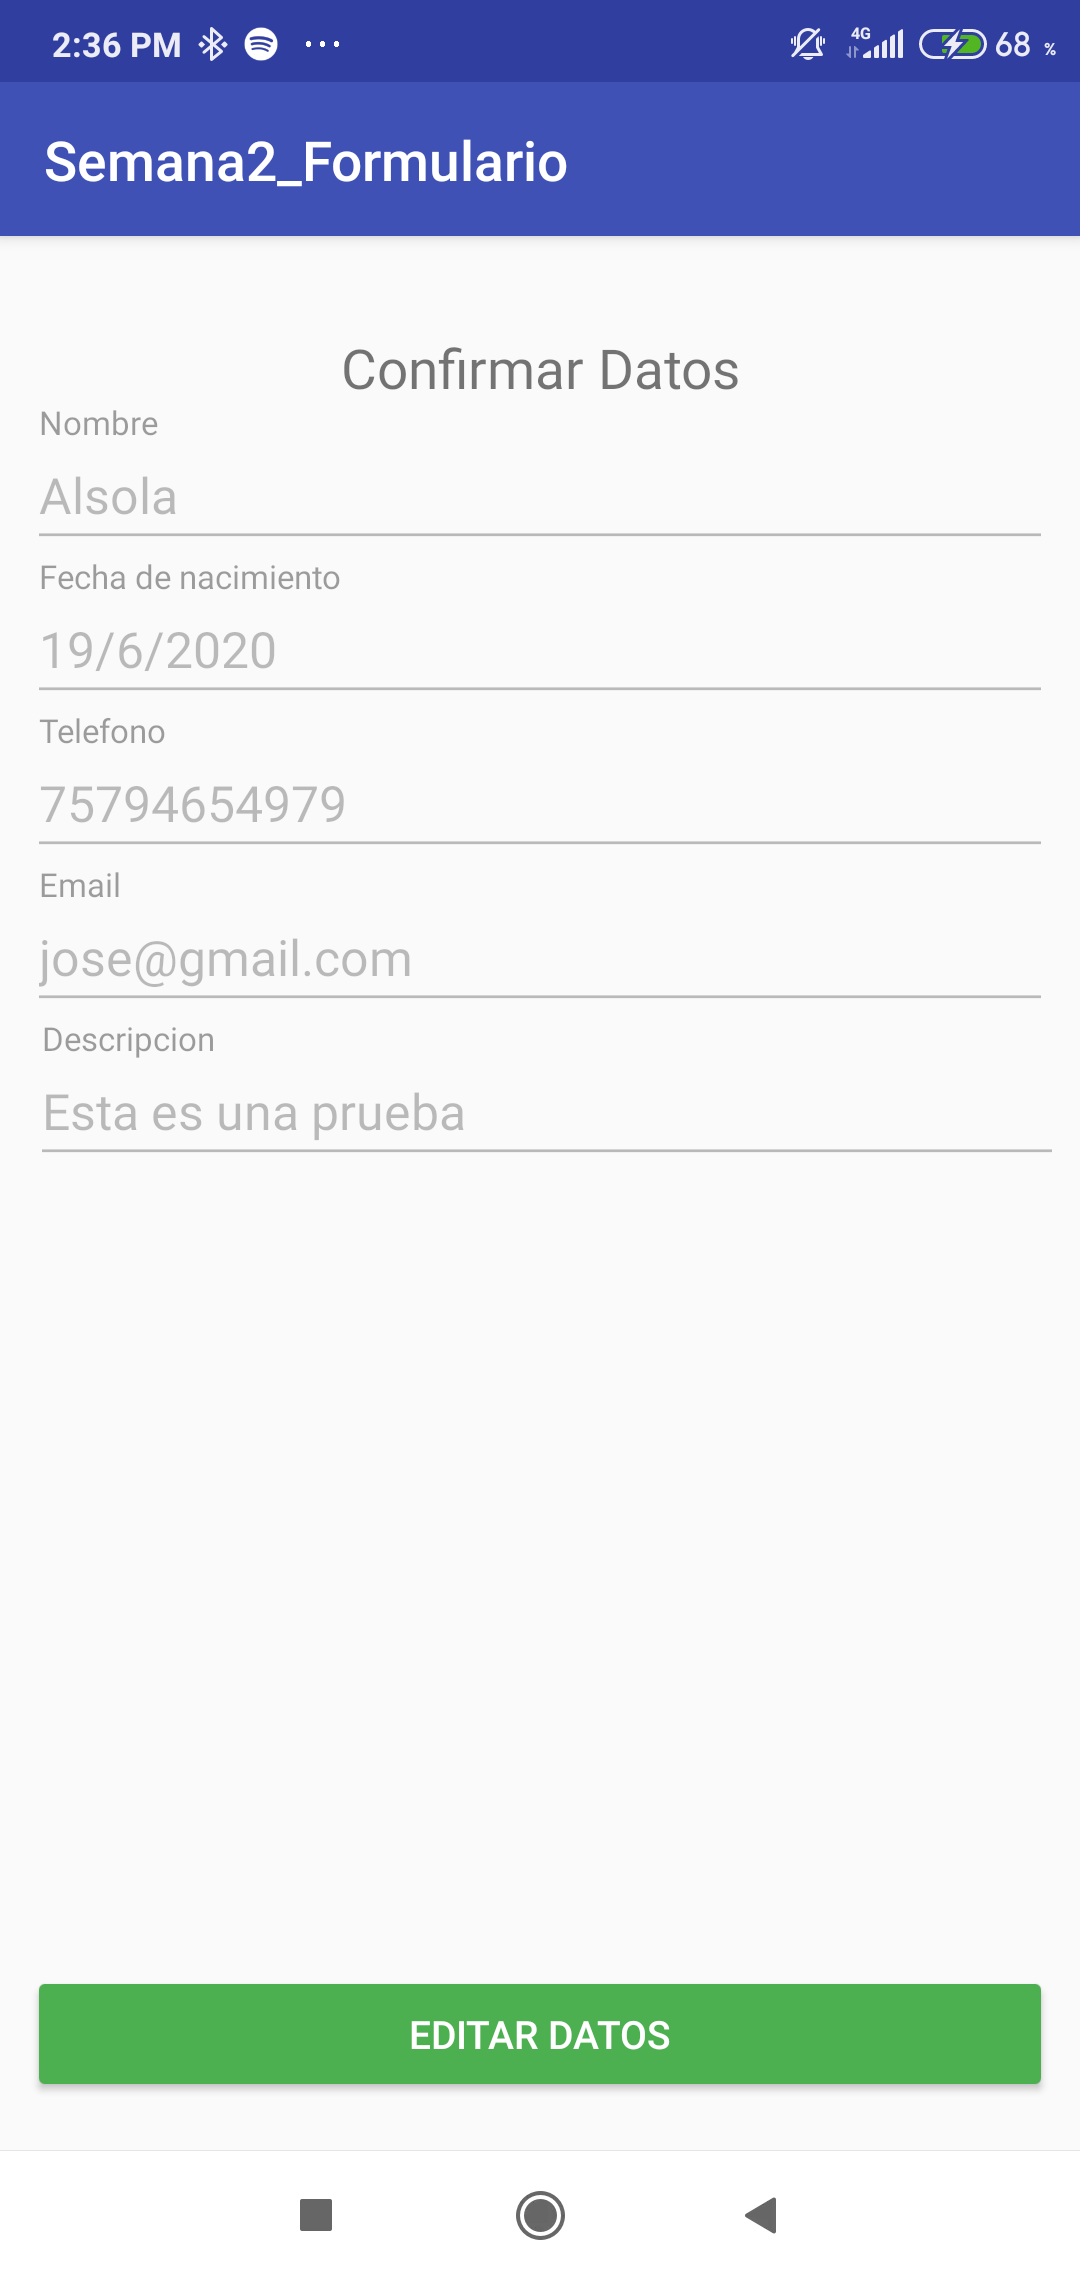 2:36 PM
4G
68 %
Semana2_Formulario
Confirmar Datos
Nombre
Alsola
Fecha de nacimiento
19/6/2020
Telefono
75794654979
Email
jose@gmail.com
Descripcion
Esta es una prueba
EDITAR DATOS